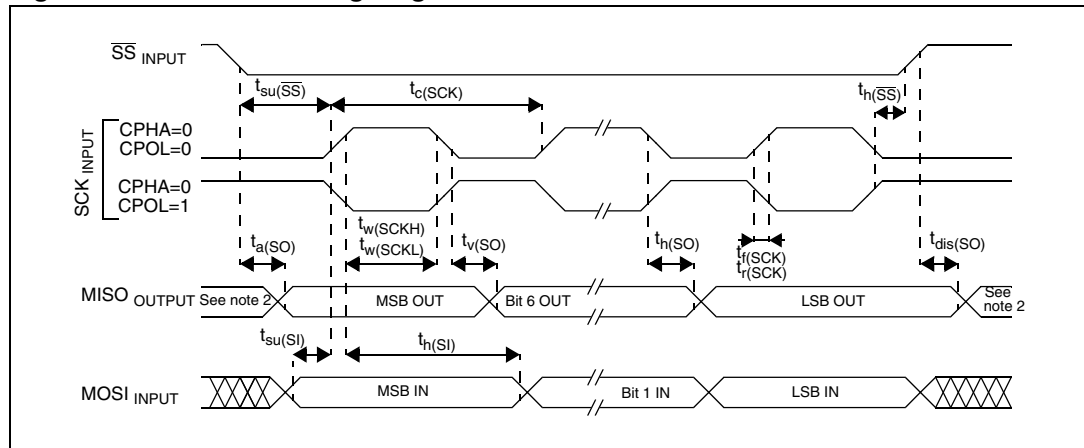 SS INPUT
tsu(SS)
tc(SCK)
th(SS)
SCK INPUT
CPHA=0
CPOL=0
CPHA=0
CPOL=1
tw(SCKH)
tw(SCKL)
ta(SO)
tv(SO)
th(SO)
tf(SCK)
tr(SCK)
tdis(SO)
MISO OUTPUT
See note 2
MSB OUT
Bit 6 OUT
LSB OUT
See
note 2
tsu(SI)
th(SI)
MOSI INPUT
MSB IN
Bit 1 IN
LSB IN